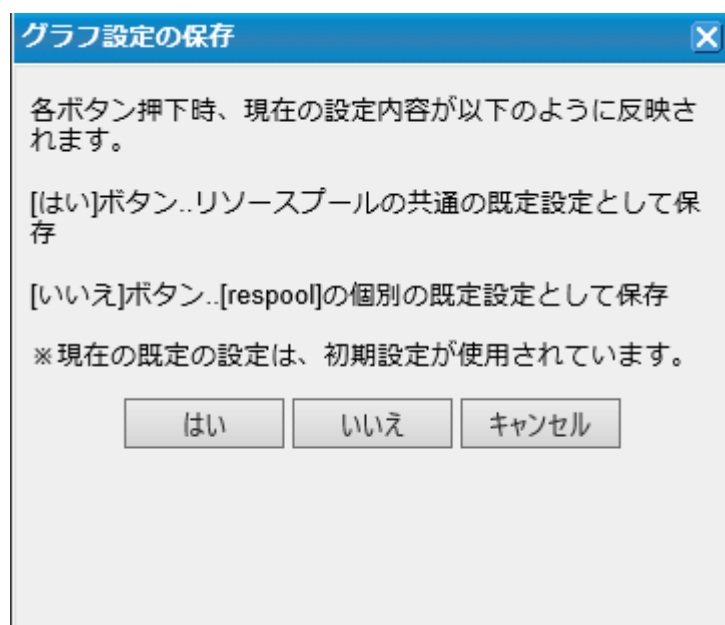 グラフ設定の保存
各ボタン押下時、現在の設定内容が以下のように反映さ
れます。
[はい]ボタン..リソースプールの共通の既定設定として保
存
[いいえ]ボタン..[respool]の個別の既定設定として保存
※現在の既定の設定は、初期設定が使用されています。
はい いいえ キャンセル